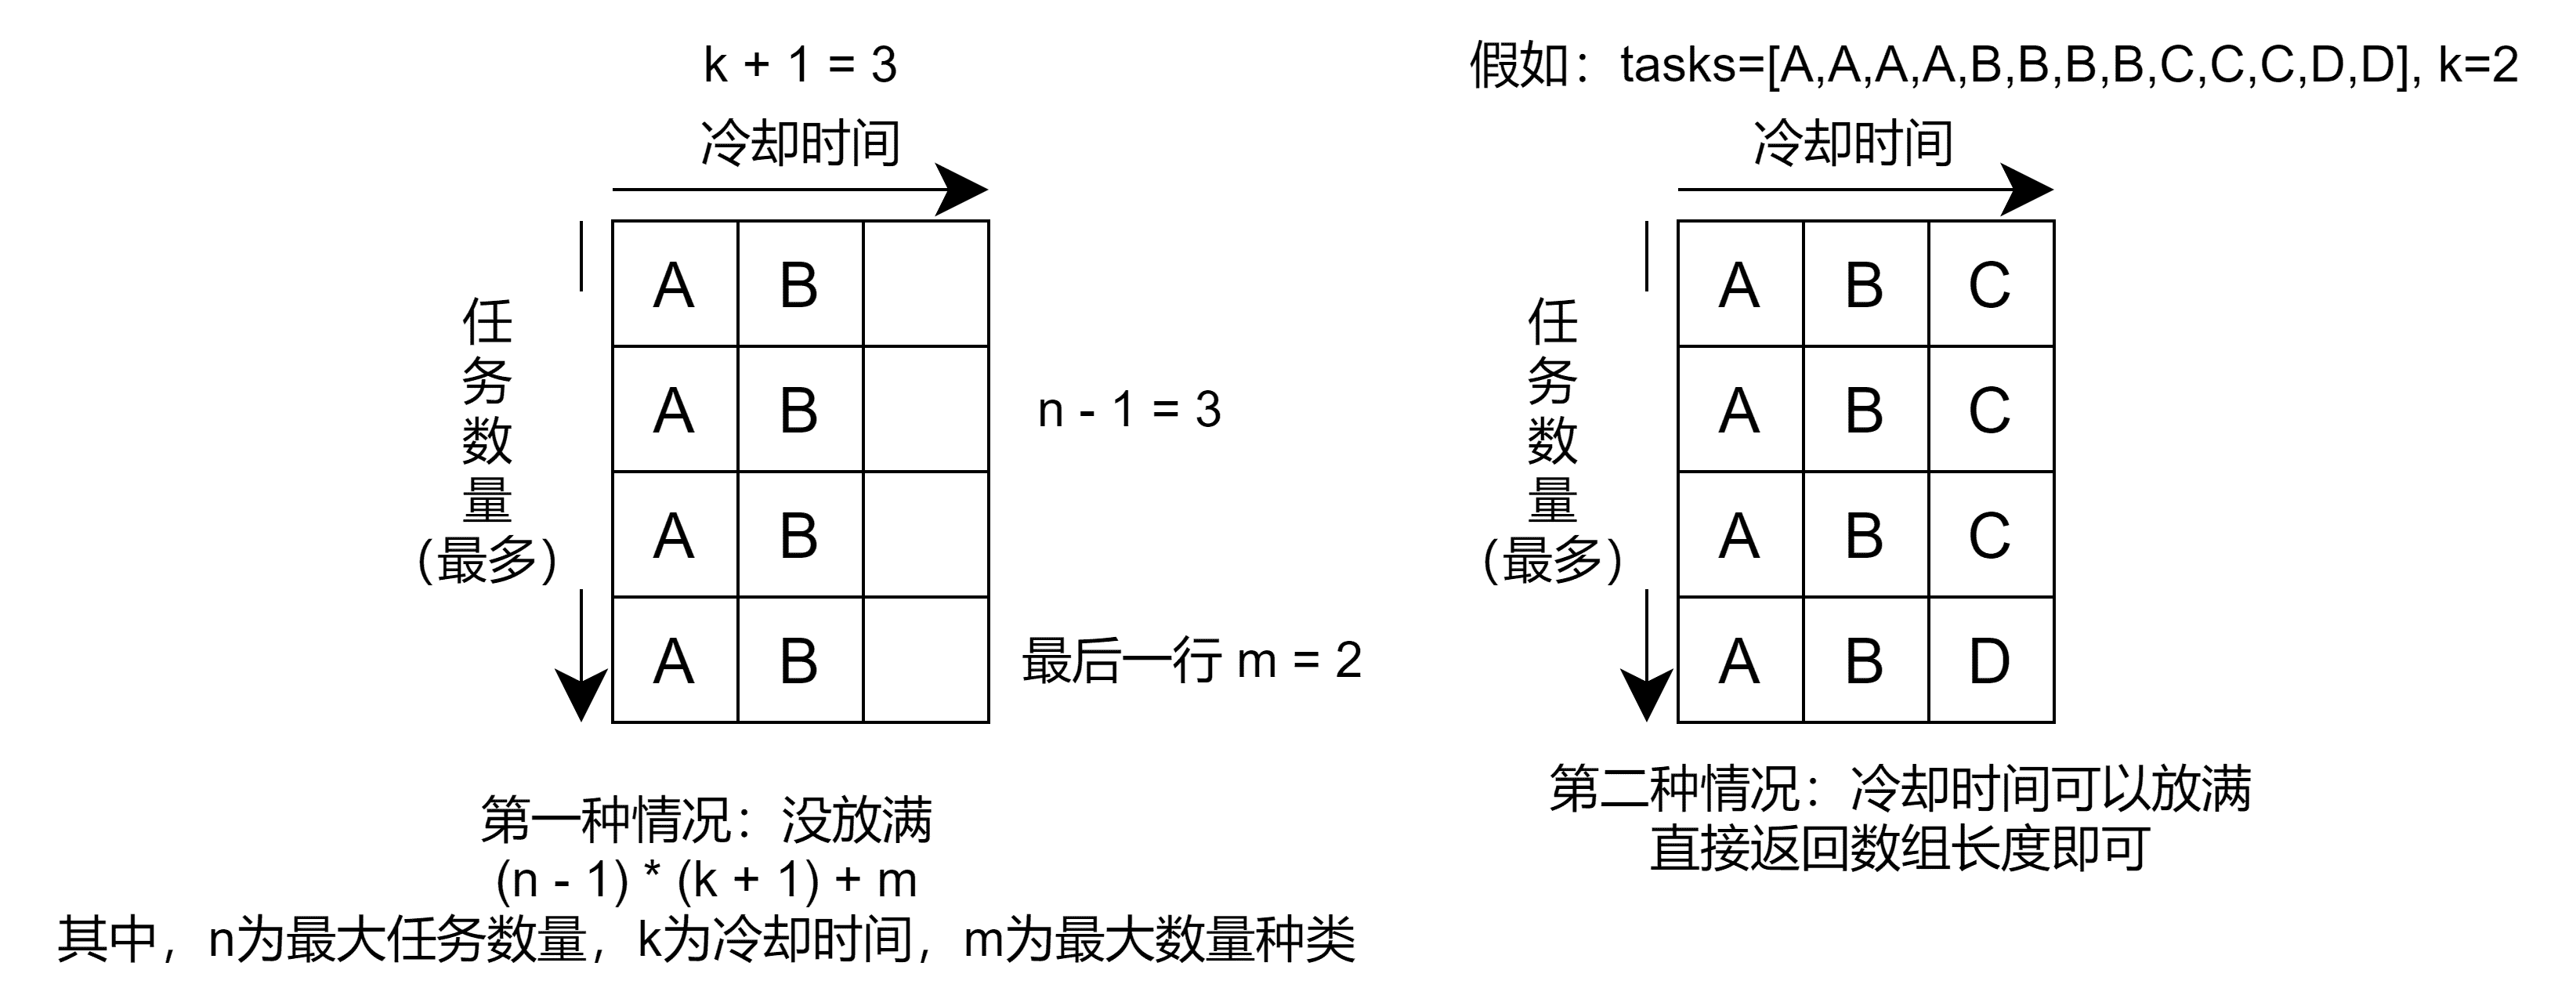 k + 1 = 3
冷却时间
任务数量
(最多)
A B
A B
n - 1 = 3
A B
A B
最后一行 m = 2
第一种情况：没放满
(n - 1) * (k + 1) + m
其中，n为最大任务数量，k为冷却时间，m为最大数量种类
假如：tasks=[A,A,A,A,B,B,B,B,C,C,C,D,D], k=2
冷却时间
任务数量
(最多)
A B C
A B C
A B C
A B D
第二种情况：冷却时间可以放满
直接返回数组长度即可